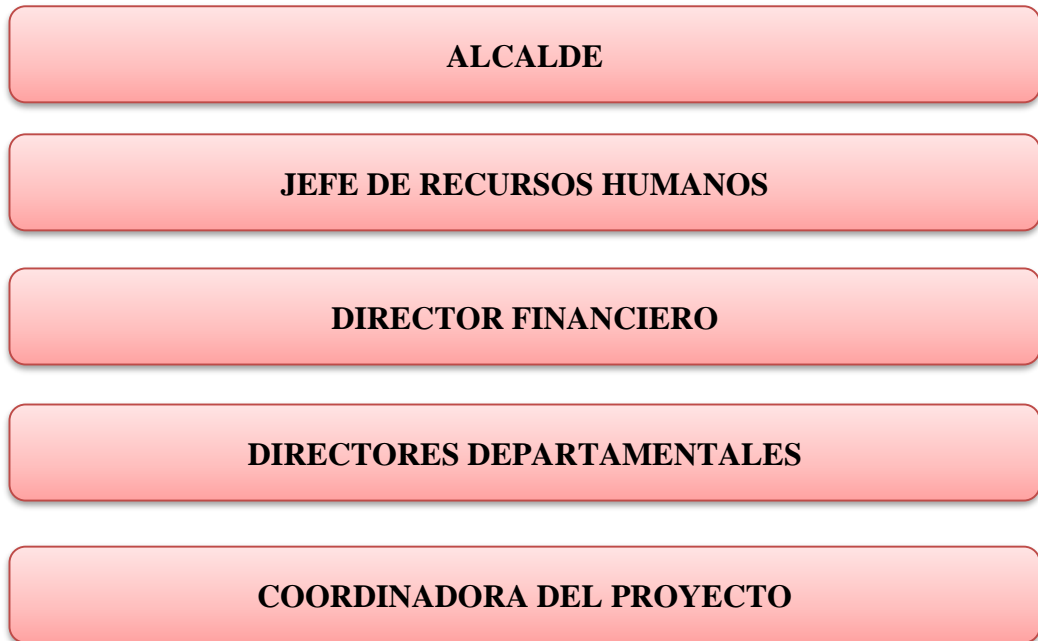 ALCALDE
JEFE DE RECURSOS HUMANOS
DIRECTOR FINANCIERO
DIRECTORES DEPARTAMENTALES
COORDINADORA DEL PROYECTO